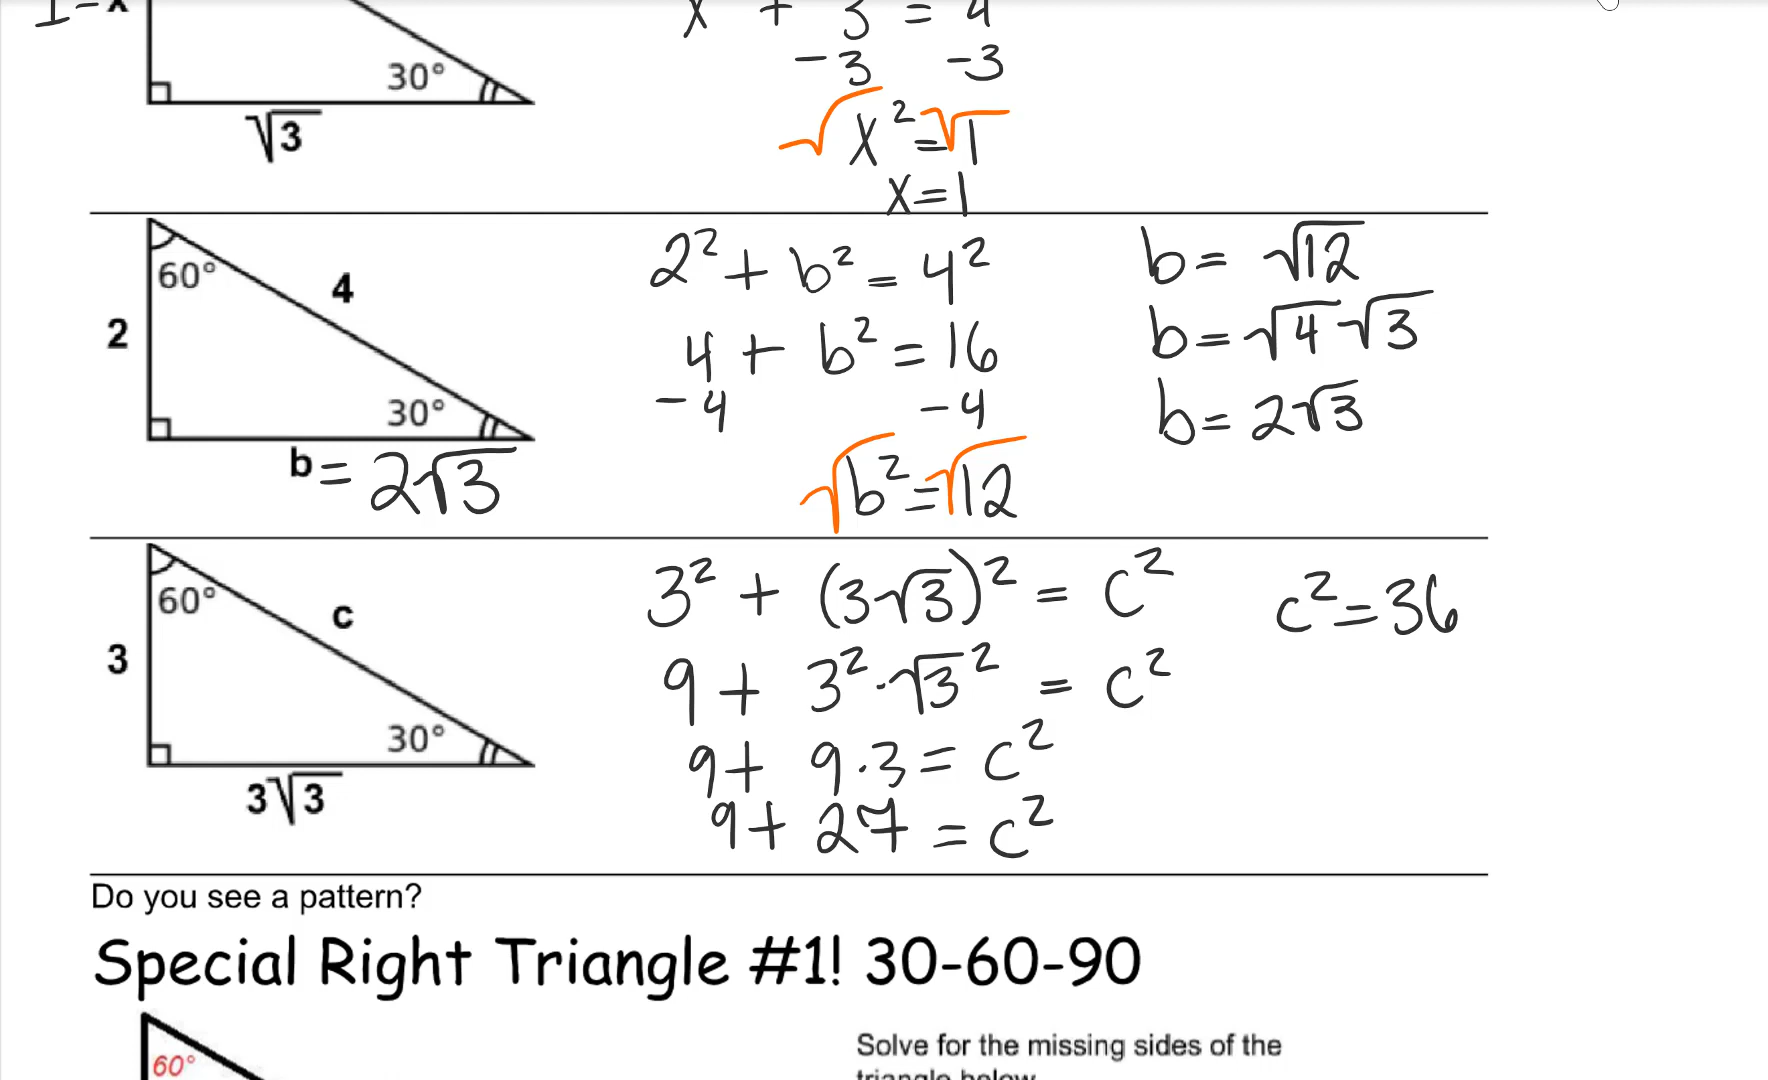 1=x
x + 3 = 4
-3 -3
30°
√3
√x² = √1
x=1
60°
4
2
30°
b = 2√3
2² + b² = 4²
4 + b² = 16
-4 -4
√b² = √12
b = √12
b = √4 √3
b = 2√3
60°
c
3
30°
3√3
3² + (3√3)² = c²
9 + 3² · √3² = c²
9 + 9 · 3 = c²
9 + 27 = c²
c² = 36
Do you see a pattern?
Special Right Triangle #1! 30-60-90
60°
Solve for the missing sides of the
triangle below